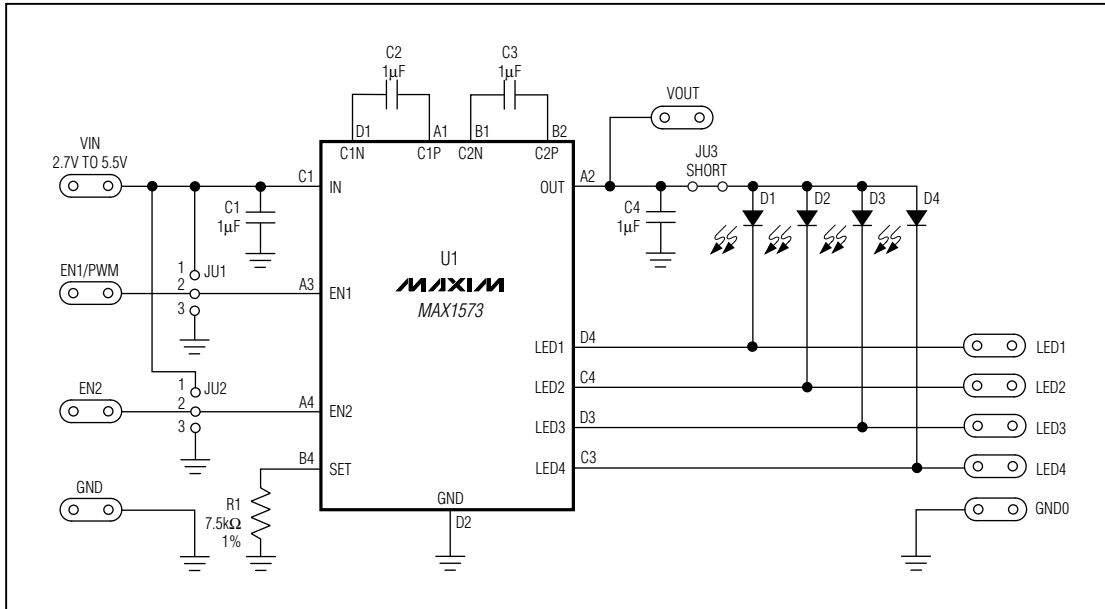 C2
1µF
C3
1µF
VOUT
D1
A1
B1
B2
C1N
C1P
C2N
C2P
VIN
2.7V TO 5.5V
C1
IN
OUT
A2
JU3
SHORT
C1
1µF
C4
1µF
D1
D2
D3
D4
U1
MAXIM
MAX1573
EN1/PWM
1
2
3
JU1
A3
EN1
LED1
D4
LED1
EN2
1
2
3
JU2
A4
EN2
LED2
C4
LED2
LED3
D3
LED3
B4
SET
LED4
C3
LED4
GND
R1
7.5kΩ
1%
GND
D2
GND0